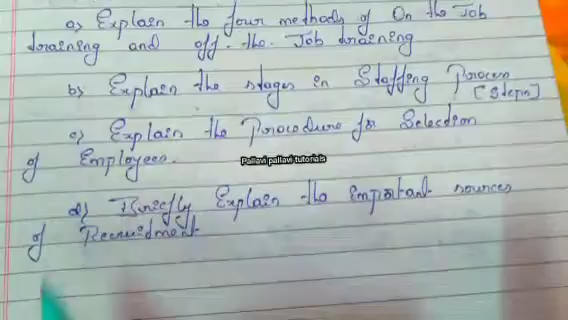 a) Explain the four methods of On the Job
training and off-the-Job training
b) Explain the stages in Staffing Process
[Steps]
c) Explain the Procedure for Selection
of Employees.
Pallavi pallavi tutorials
d) Briefly Explain the important sources
of Recruitment